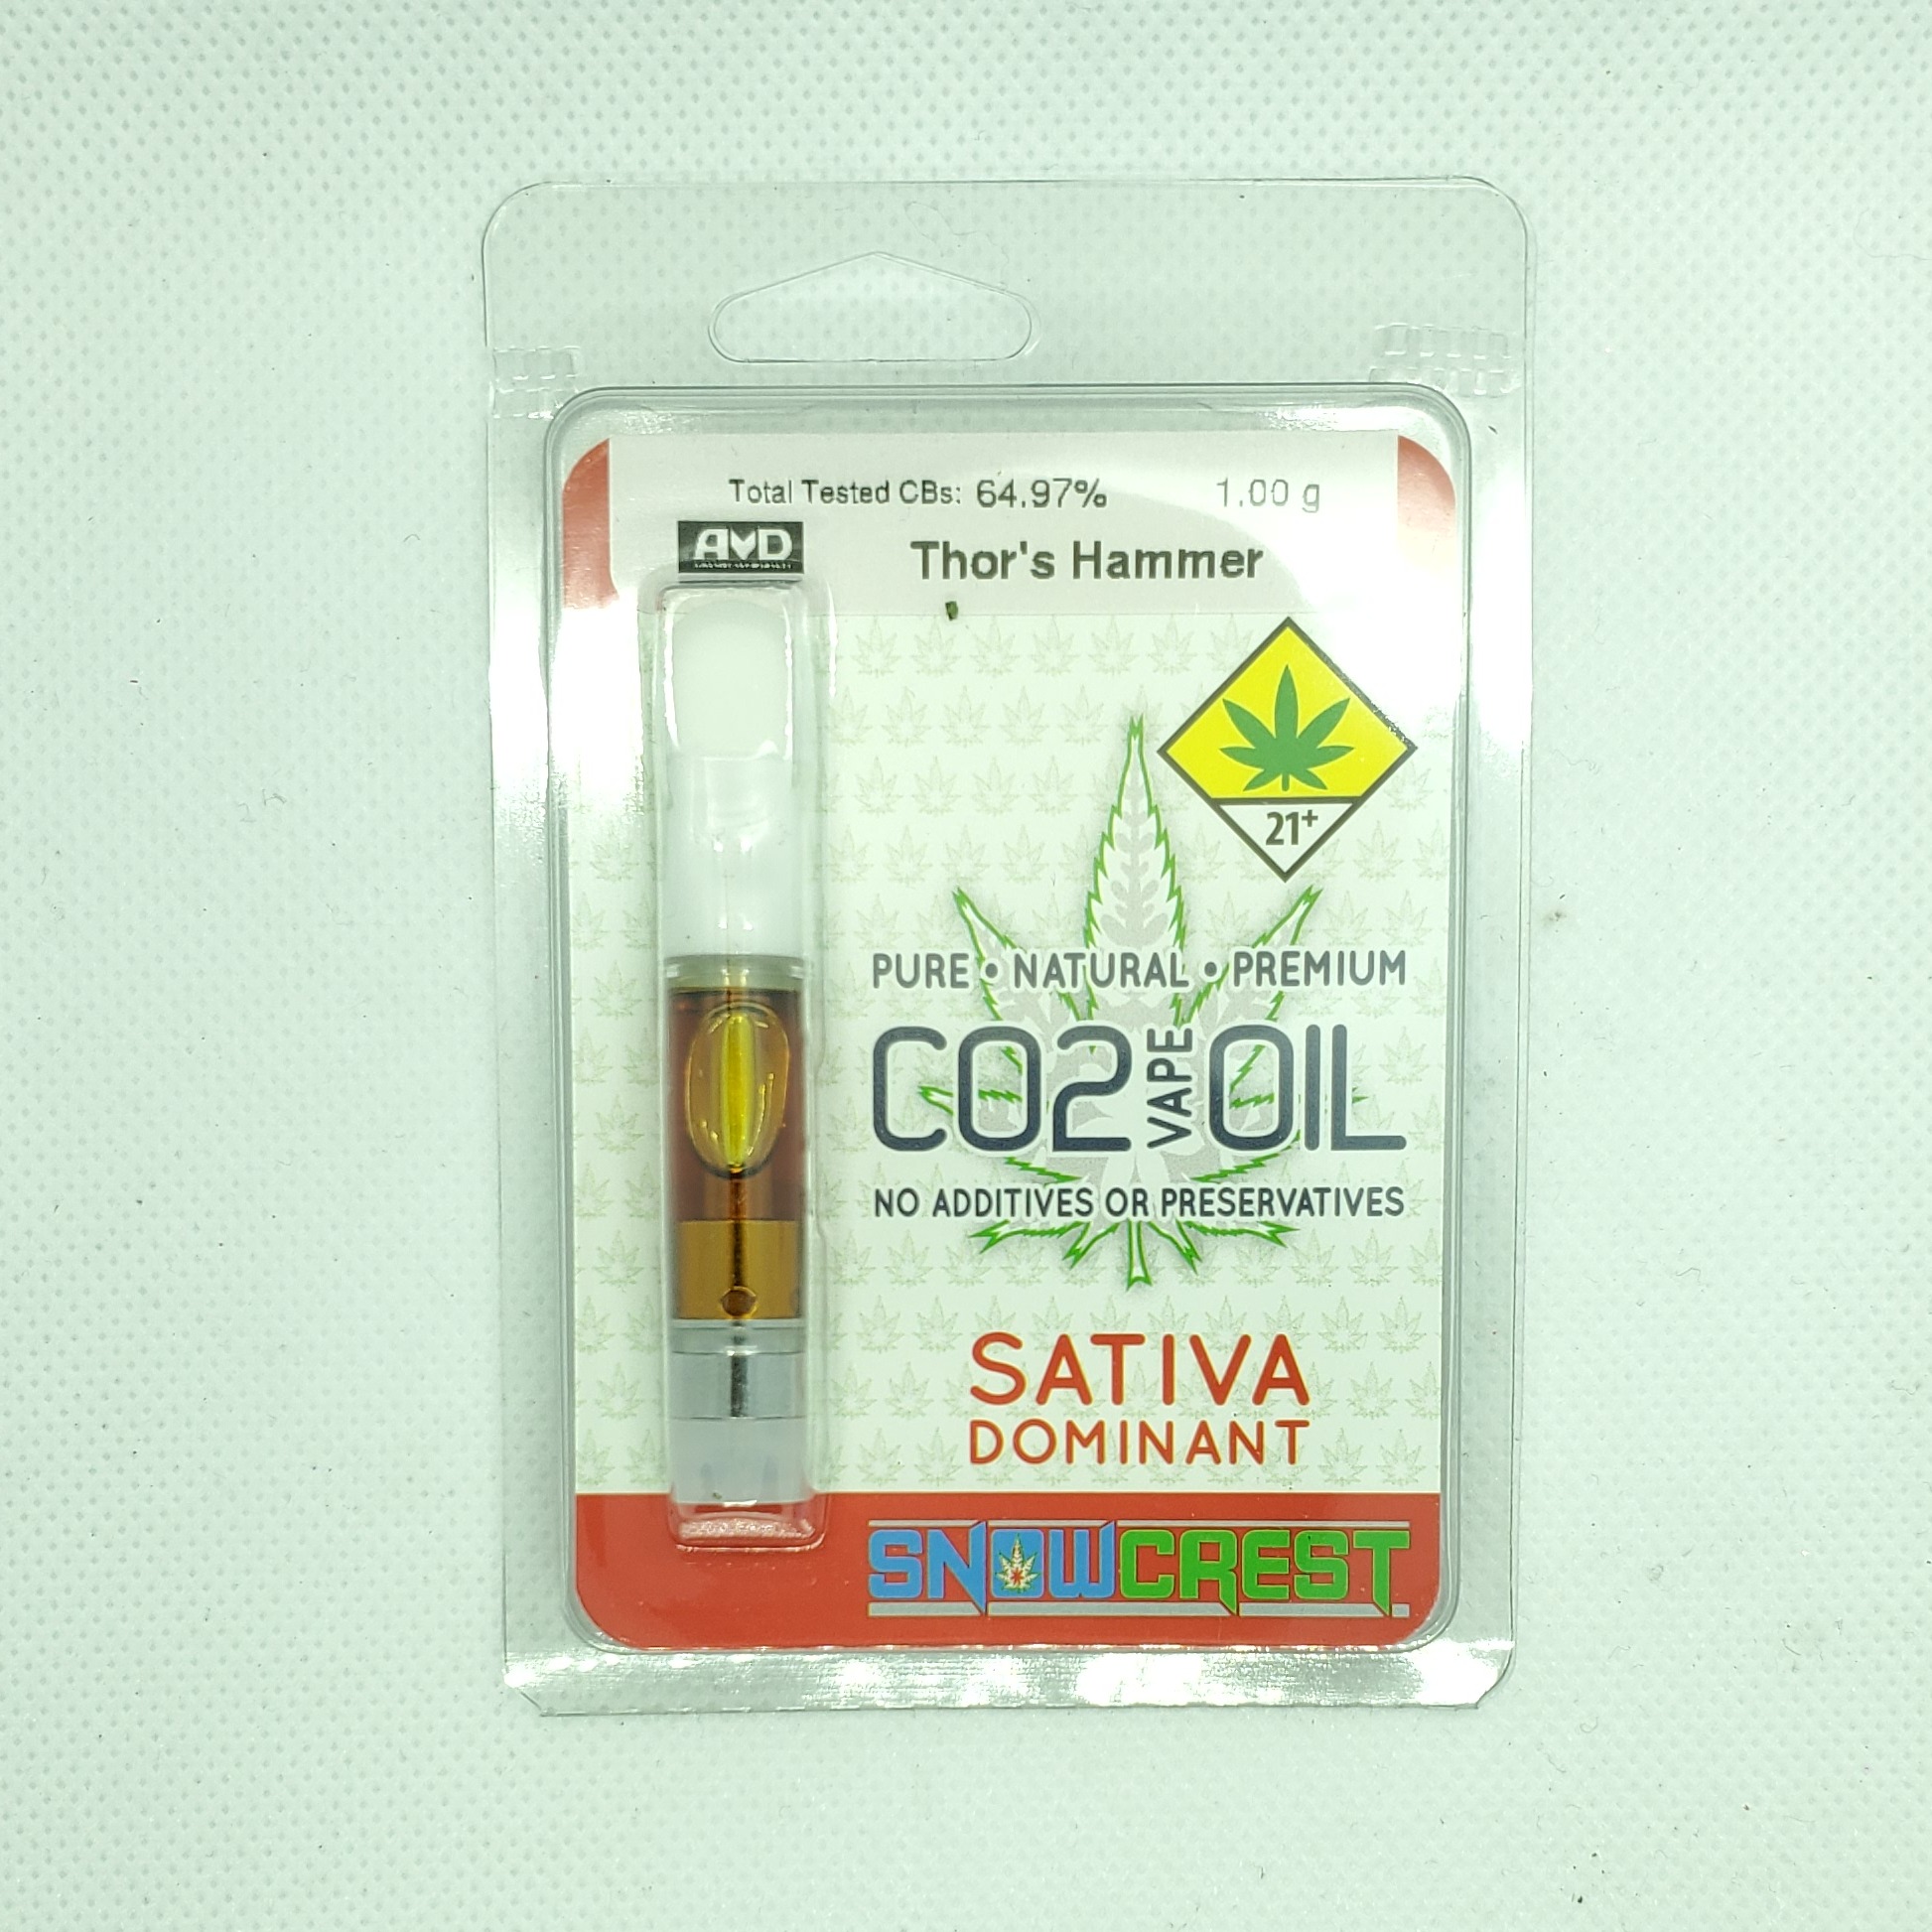 Total Tested CBs: 64.97% 1.00 g
AVD
Thor's Hammer
21+
PURE • NATURAL • PREMIUM
CO2 VAPE OIL
NO ADDITIVES OR PRESERVATIVES
SATIVA
DOMINANT
SNOWCREST